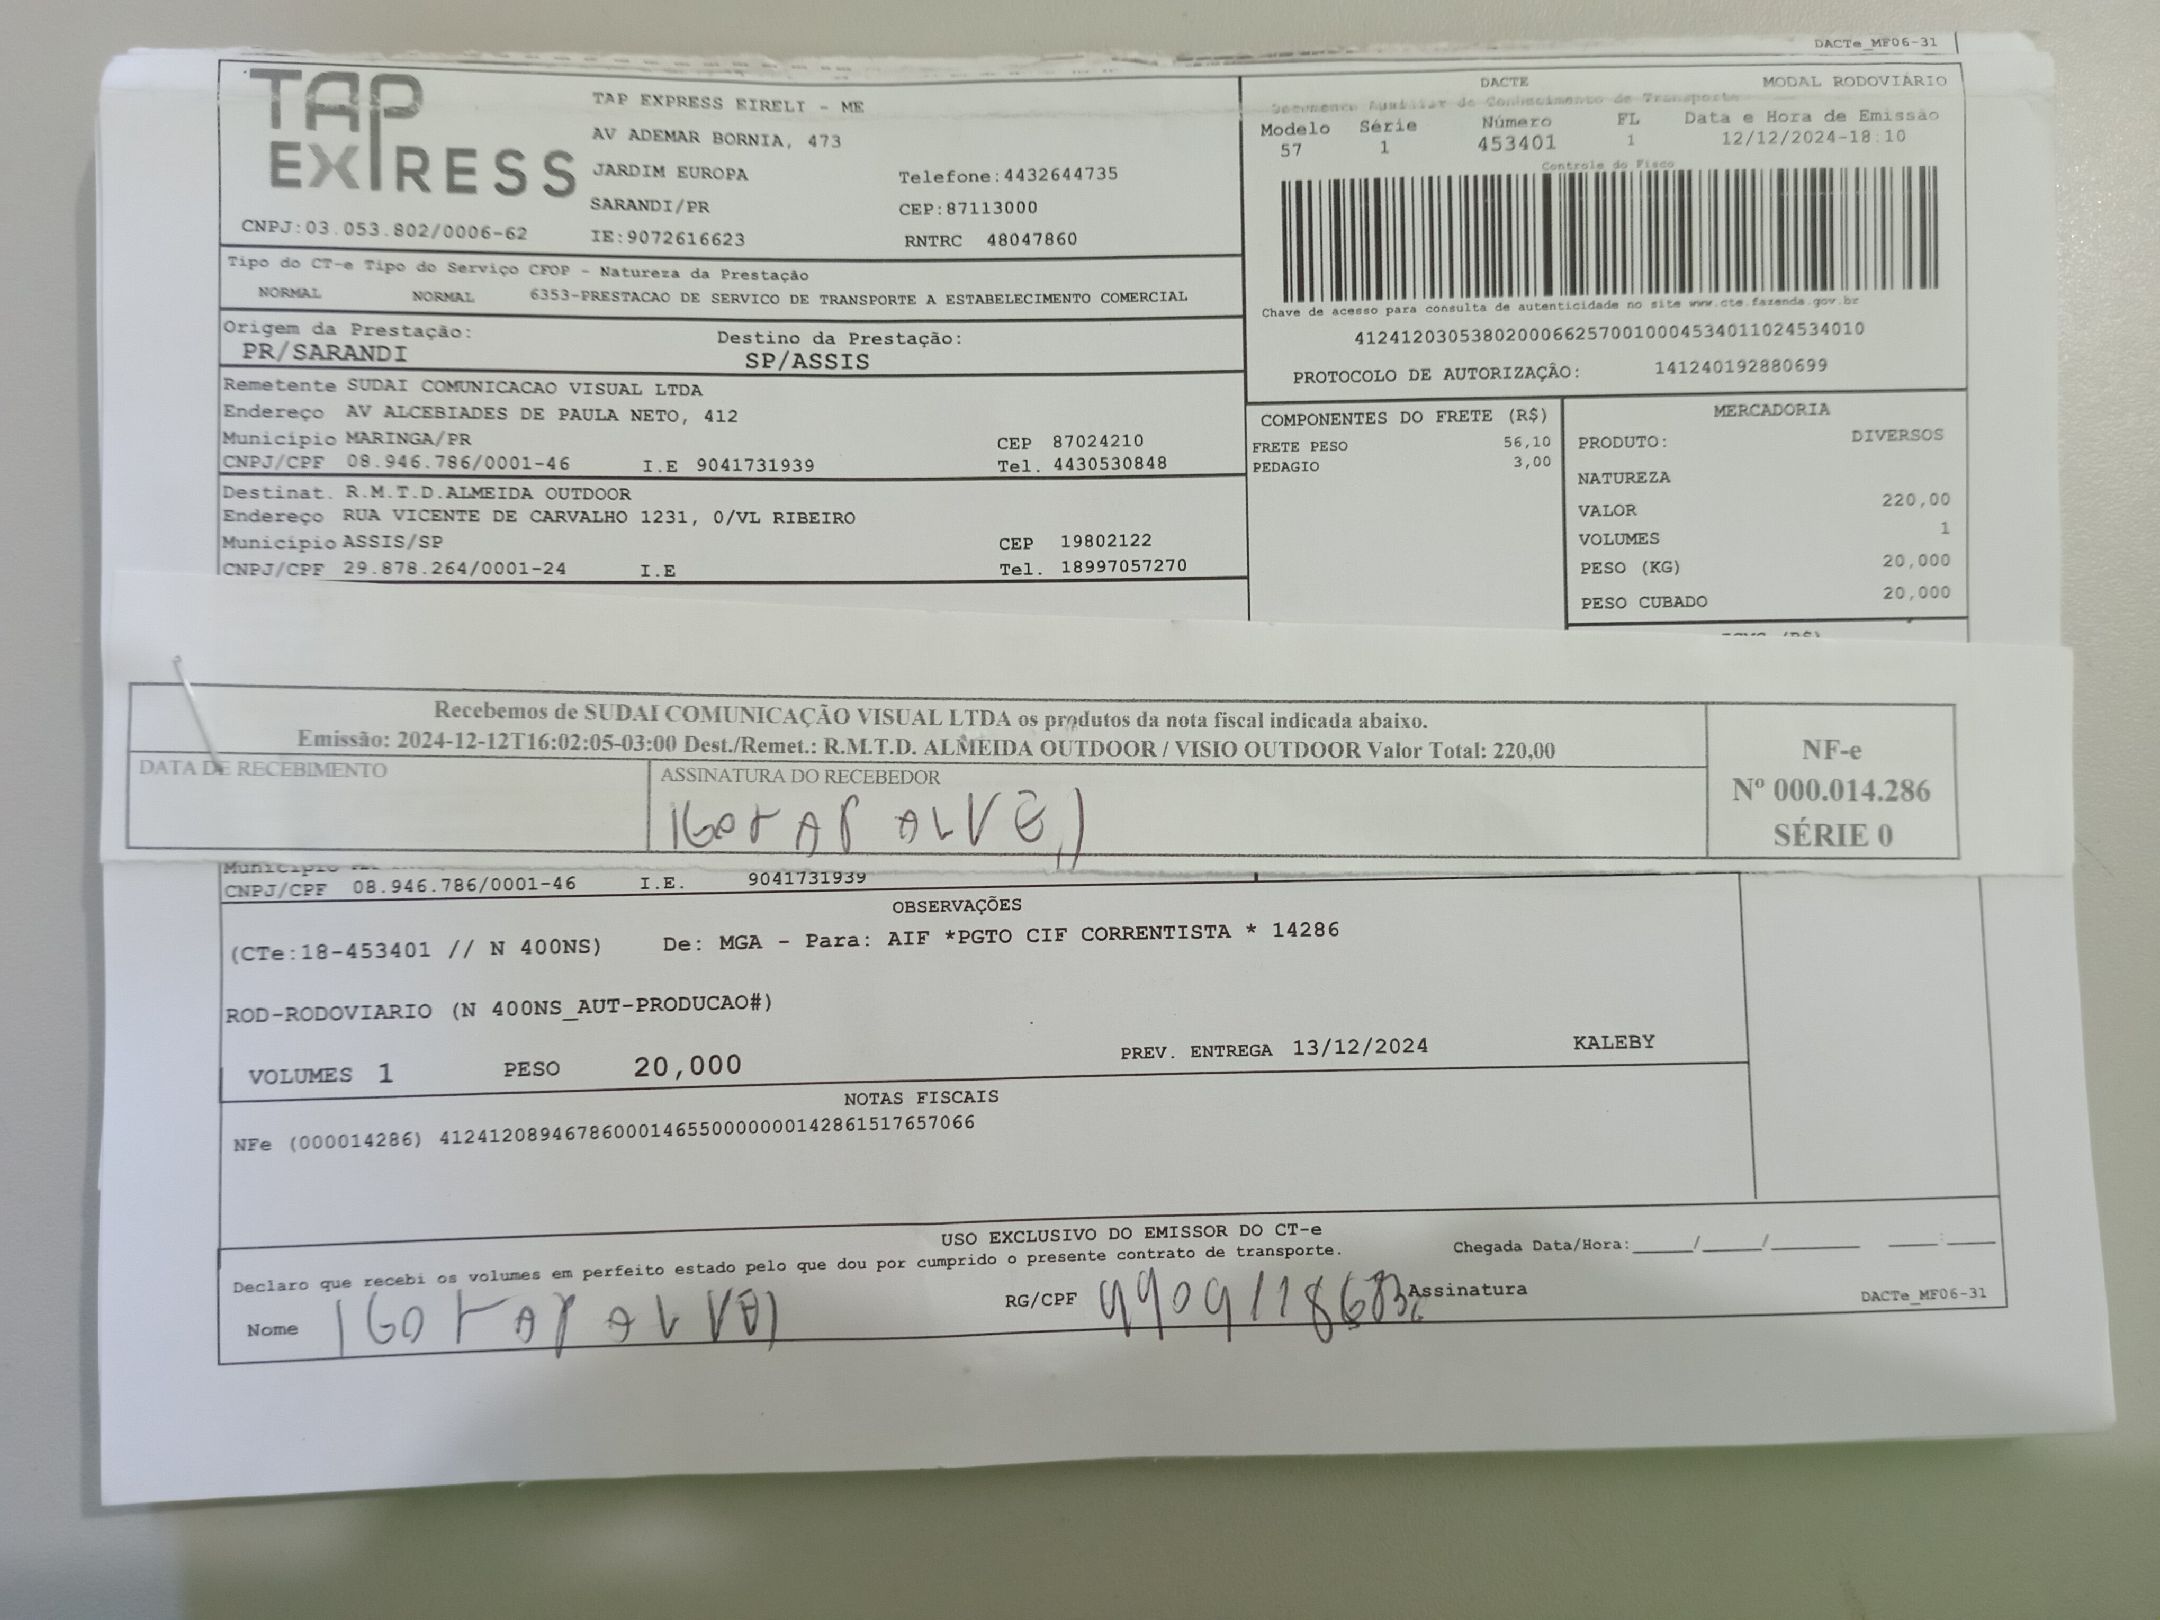 DACTe_MF06-31
TAP EXPRESS
TAP EXPRESS EIRELI - ME
AV ADEMAR BORNIA, 473
JARDIM EUROPA Telefone:4432644735
SARANDI/PR CEP:87113000
CNPJ:03.053.802/0006-62 IE:9072616623 RNTRC 48047860
DACTE MODAL RODOVIÁRIO
Documento Auxiliar do Conhecimento de Transporte
Modelo Série Número FL Data e Hora de Emissão
57 1 453401 1 12/12/2024-18:10
Controle do Fisco
Chave de acesso para consulta de autenticidade no site www.cte.fazenda.gov.br
41241203053802000662570010004534011024534010
PROTOCOLO DE AUTORIZAÇÃO: 141240192880699
Tipo do CT-e Tipo do Serviço CFOP - Natureza da Prestação
NORMAL NORMAL 6353-PRESTACAO DE SERVICO DE TRANSPORTE A ESTABELECIMENTO COMERCIAL
Origem da Prestação: Destino da Prestação:
PR/SARANDI SP/ASSIS
Remetente SUDAI COMUNICACAO VISUAL LTDA
Endereço AV ALCEBIADES DE PAULA NETO, 412
Município MARINGA/PR CEP 87024210
CNPJ/CPF 08.946.786/0001-46 I.E 9041731939 Tel. 4430530848
Destinat. R.M.T.D.ALMEIDA OUTDOOR
Endereço RUA VICENTE DE CARVALHO 1231, 0/VL RIBEIRO
Município ASSIS/SP CEP 19802122
CNPJ/CPF 29.878.264/0001-24 I.E Tel. 18997057270
COMPONENTES DO FRETE (R$)
FRETE PESO 56,10
PEDAGIO 3,00
MERCADORIA
PRODUTO: DIVERSOS
NATUREZA
VALOR 220,00
VOLUMES 1
PESO (KG) 20,000
PESO CUBADO 20,000
Recebemos de SUDAI COMUNICAÇÃO VISUAL LTDA os produtos da nota fiscal indicada abaixo.
Emissão: 2024-12-12T16:02:05-03:00 Dest./Remet.: R.M.T.D. ALMEIDA OUTDOOR / VISIO OUTDOOR Valor Total: 220,00
DATA DE RECEBIMENTO ASSINATURA DO RECEBEDOR
NF-e
Nº 000.014.286
SÉRIE 0
Município
CNPJ/CPF 08.946.786/0001-46 I.E. 9041731939
OBSERVAÇÕES
(CTe:18-453401 // N 400NS) De: MGA - Para: AIF *PGTO CIF CORRENTISTA * 14286
ROD-RODOVIARIO (N 400NS_AUT-PRODUCAO#)
VOLUMES 1 PESO 20,000 PREV. ENTREGA 13/12/2024 KALEBY
NOTAS FISCAIS
NFe (000014286) 41241208946786000146550000000142861517657066
USO EXCLUSIVO DO EMISSOR DO CT-e
Declaro que recebi os volumes em perfeito estado pelo que dou por cumprido o presente contrato de transporte. Chegada Data/Hora:____/____/______ ___:___
Nome RG/CPF Assinatura DACTe_MF06-31